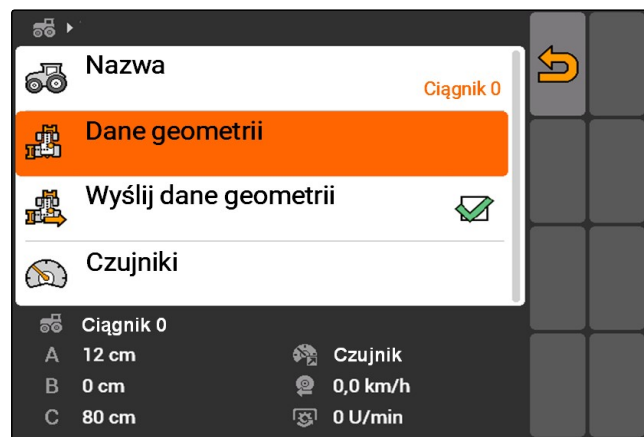 Nazwa
Ciągnik 0
Dane geometrii
Wyślij dane geometrii
Czujniki
Ciągnik 0
A 12 cm Czujnik
B 0 cm 0,0 km/h
C 80 cm 0 U/min